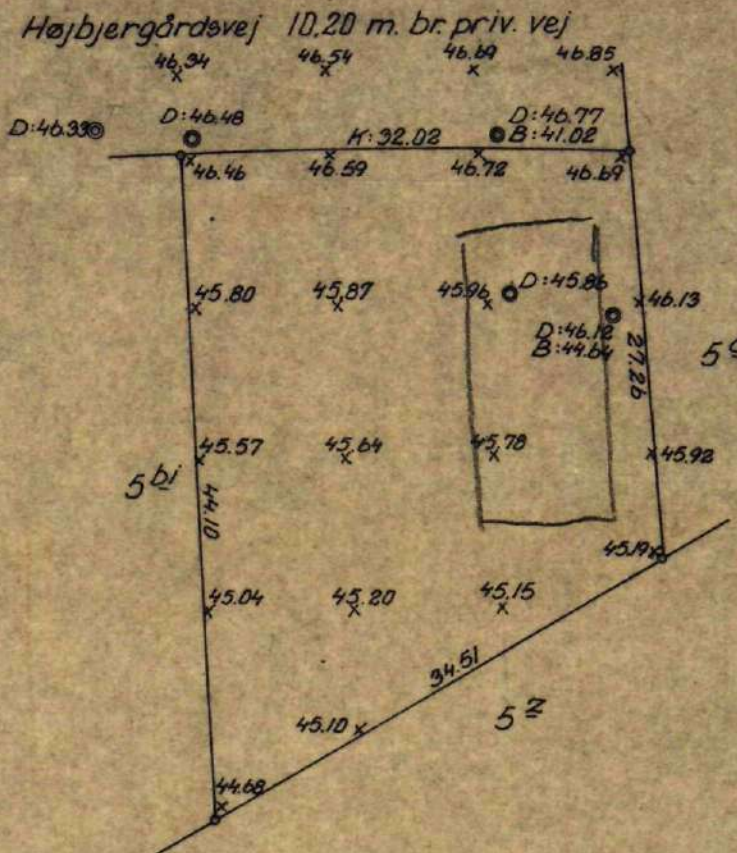 Højbjergårdsvej 10.20 m. br. priv. vej
46.34 46.54 46.69 46.85
D:46.39 D:46.48 D:46.77
K:32.02 B:41.02
46.46 46.59 46.72 46.69
45.80 45.87 45.96 D:45.86 46.13
D:46.12
B:44.64
27.26
5
45.57 45.64 45.78 45.92
5 bi
44.10
45.19
45.04 45.20 45.15
34.51
5 z
45.10
44.68